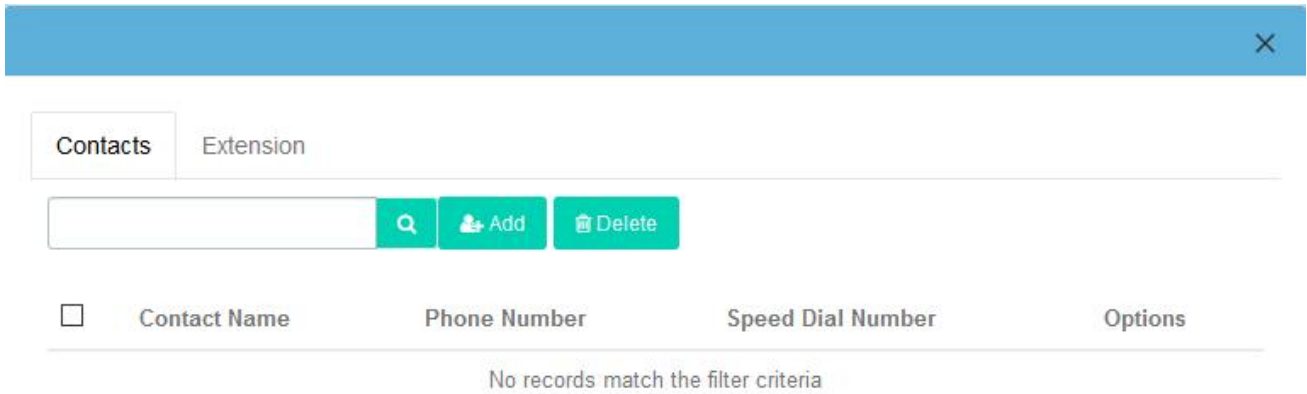 Contacts Extension
Add Delete
Contact Name Phone Number Speed Dial Number Options
No records match the filter criteria